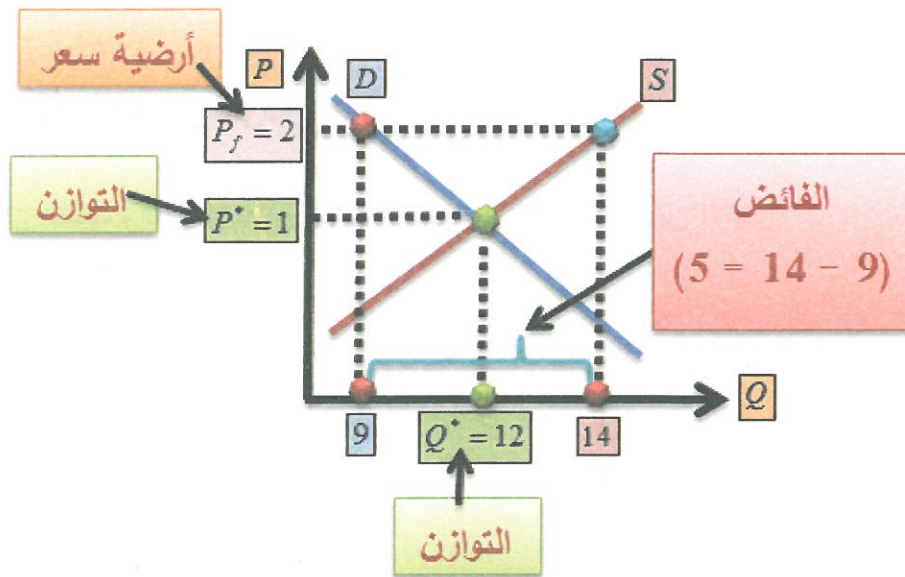 أرضية سعر
P
D
S
P_f = 2
التوازن
P* = 1
الفائض
(5 = 14 - 9)
Q
9
Q* = 12
14
التوازن